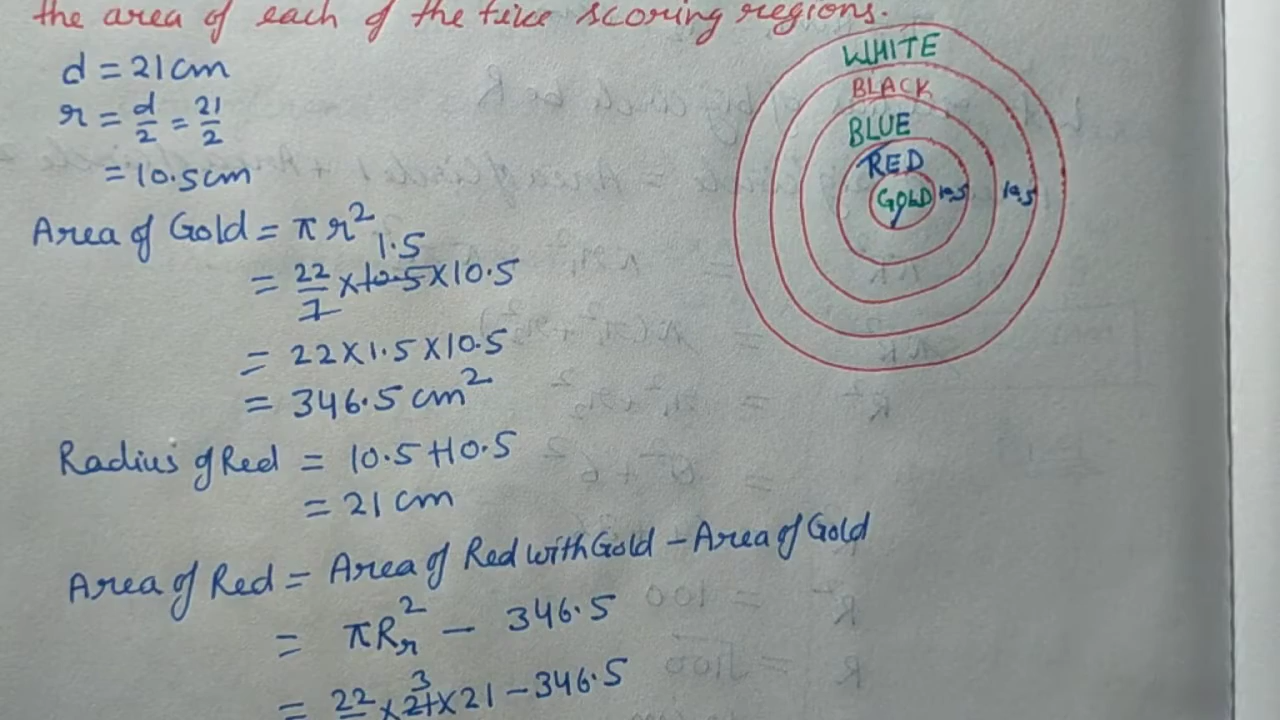 the area of each of the five scoring regions.
d = 21cm
r = d/2 = 21/2
= 10.5cm
Area of Gold = πr²
1.5
= 22/7 × 10.5 × 10.5
= 22×1.5×10.5
= 346.5 cm²
Radius of Red = 10.5+10.5
= 21 cm
Area of Red = Area of Red with Gold - Area of Gold
= πRr² - 346.5
3
= 22 × 21 × 21 - 346.5
WHITE
BLACK
BLUE
RED
GOLD 10.5 10.5